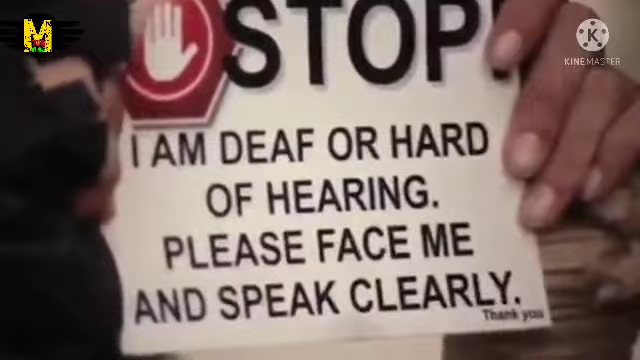 M
K
KINEMASTER
STOP!
I AM DEAF OR HARD
OF HEARING.
PLEASE FACE ME
AND SPEAK CLEARLY.
Thank you